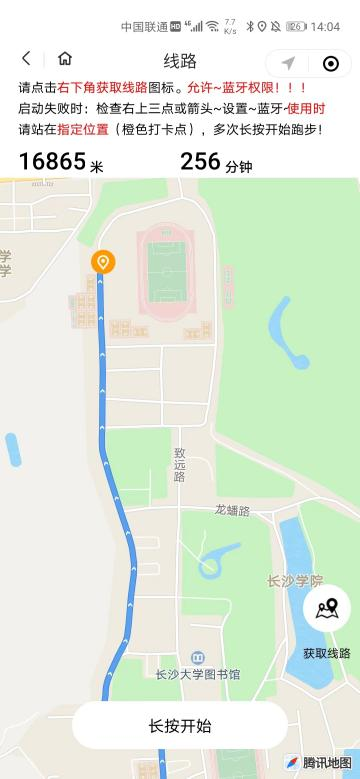 中国联通 HD 4G 7.7 K/s 26 14:04
线路
请点击右下角获取线路图标。允许~蓝牙权限！！！
启动失败时：检查右上三点或箭头~设置~蓝牙-使用时
请站在指定位置（橙色打卡点），多次长按开始跑步！
16865 米 256 分钟
学
学
致远路
龙蟠路
长沙学院
获取线路
长沙大学图书馆
长按开始
腾讯地图